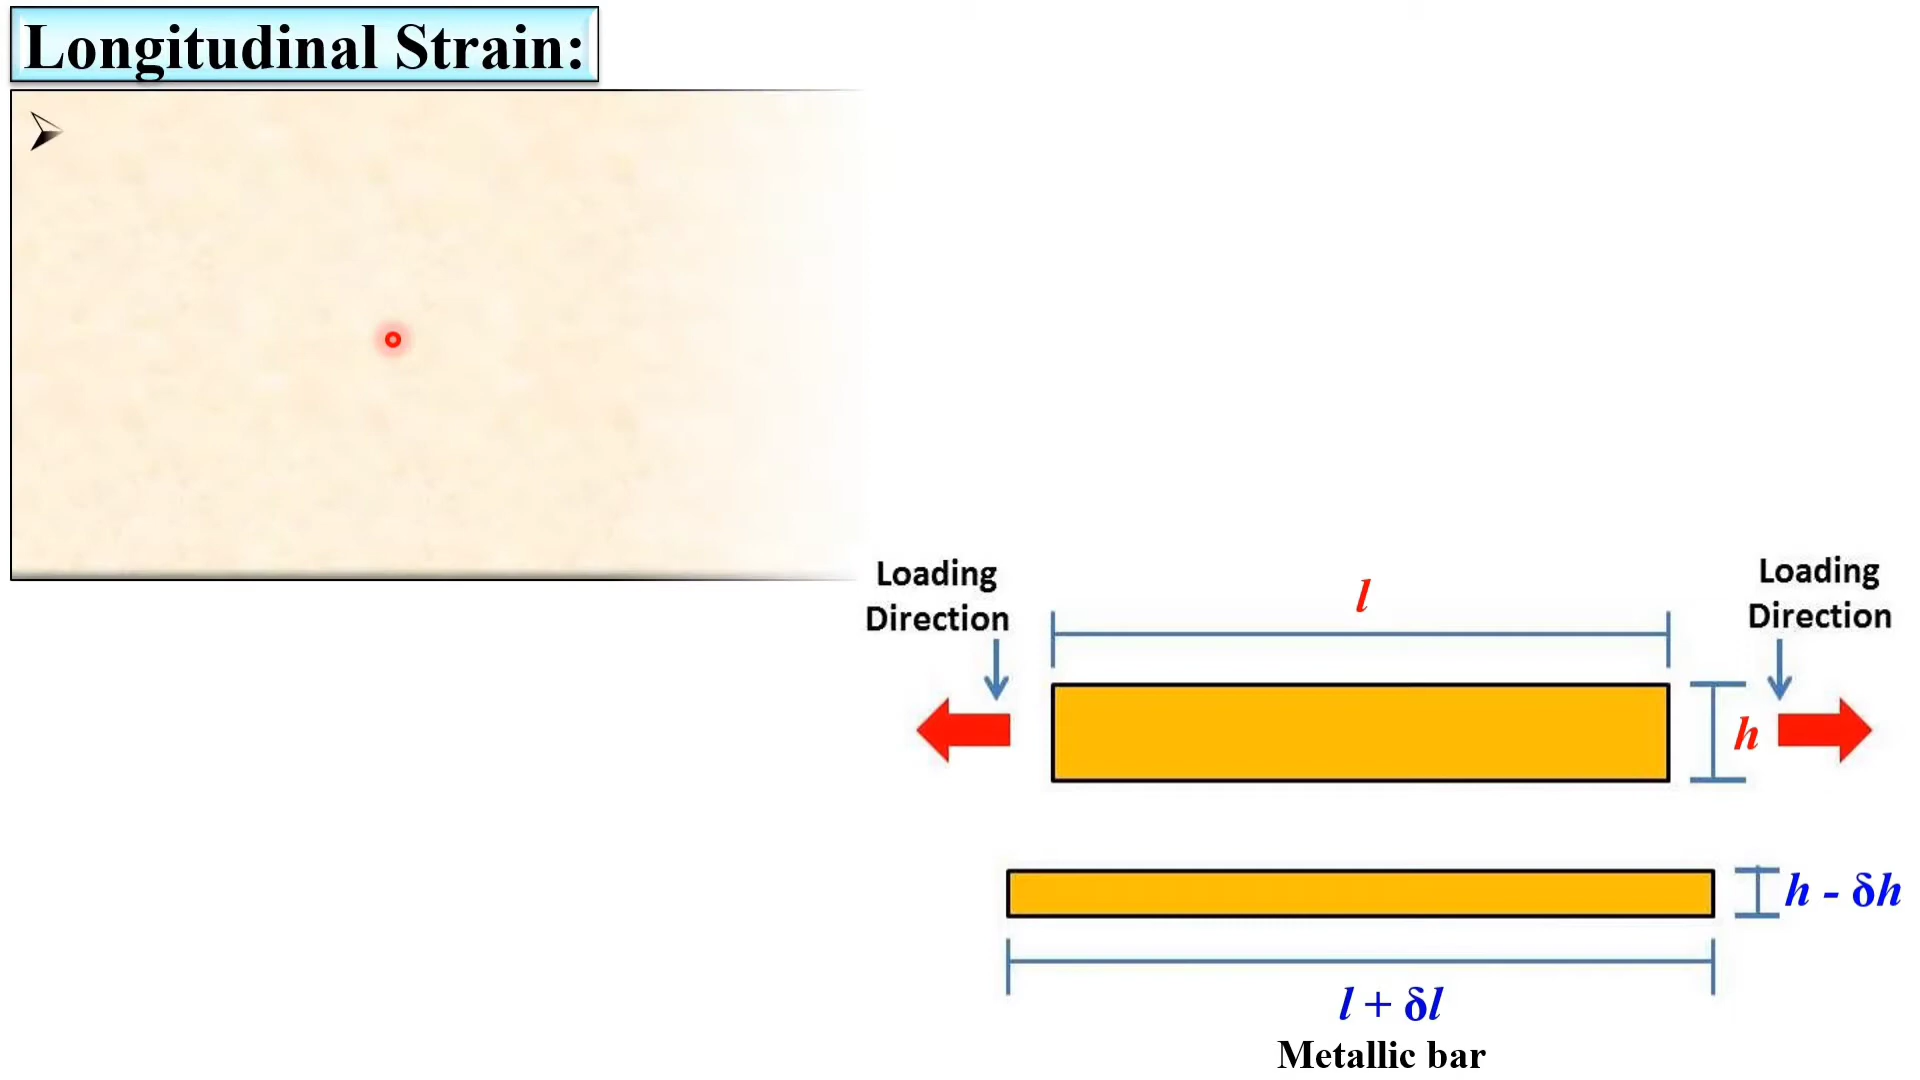 Longitudinal Strain:
Loading
Direction
l
Loading
Direction
h
h - δh
l + δl
Metallic bar